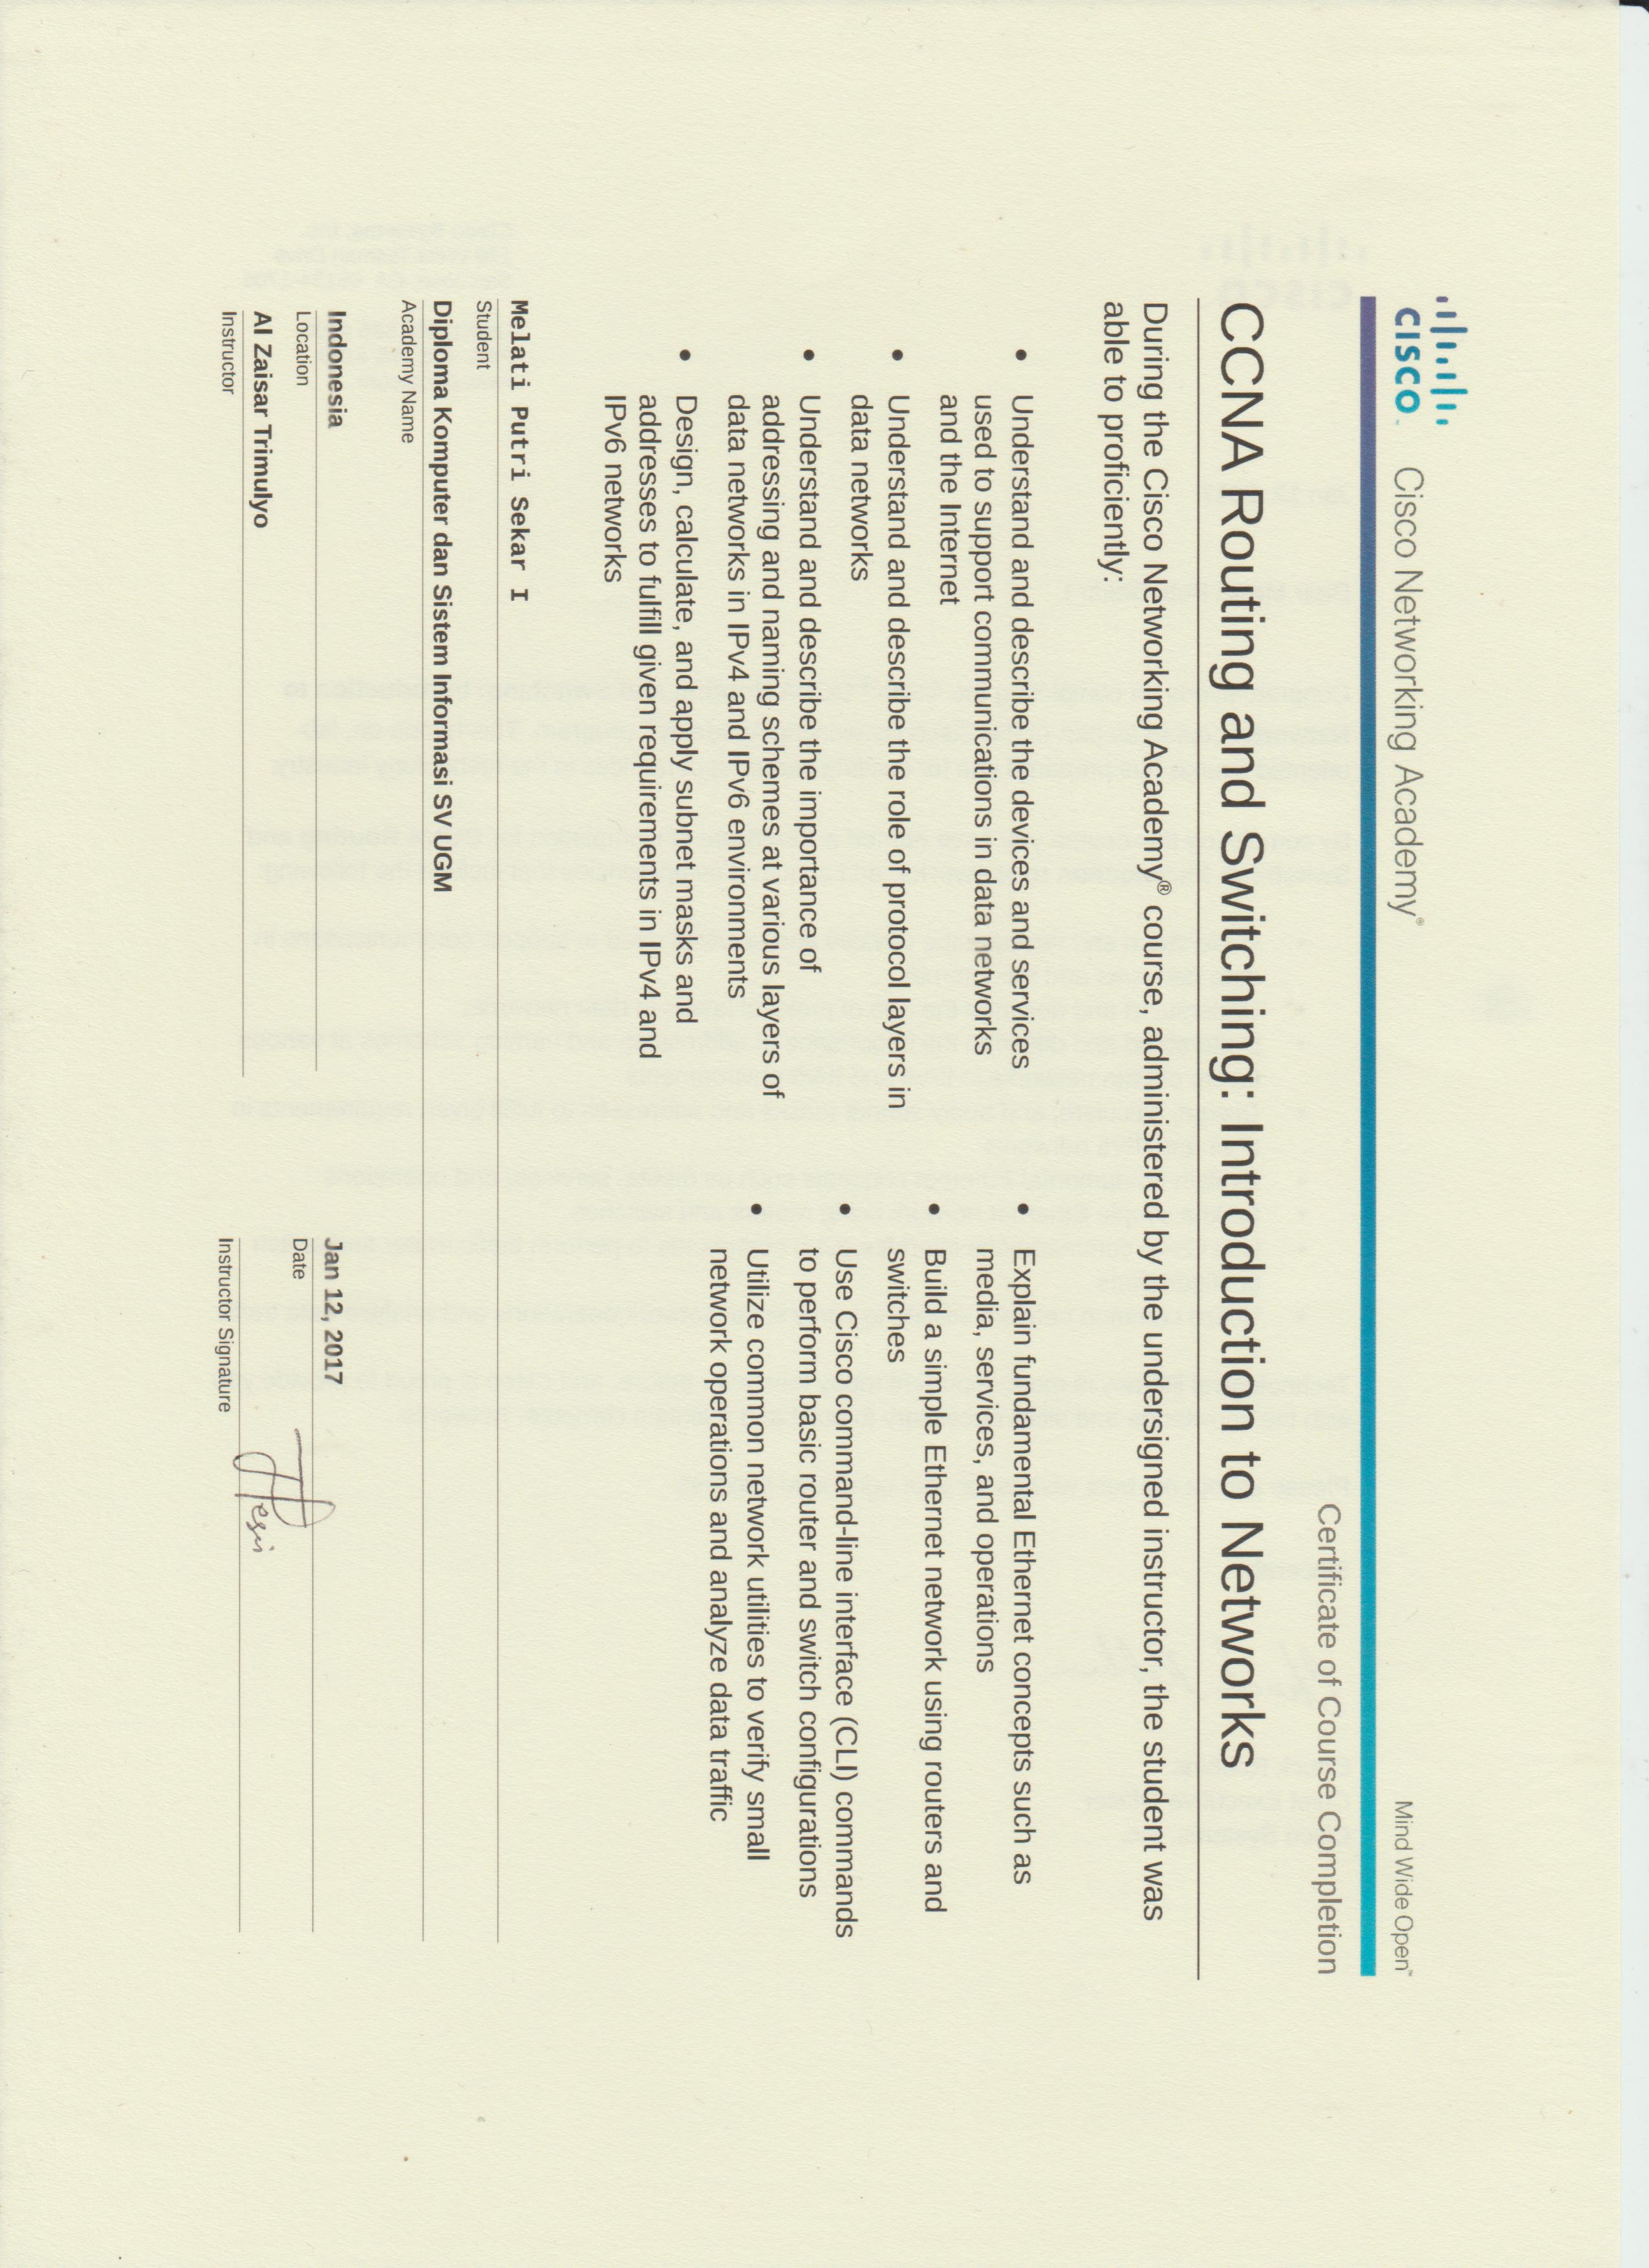 CISCO. Cisco Networking Academy® Mind Wide Open™
Certificate of Course Completion
CCNA Routing and Switching: Introduction to Networks
During the Cisco Networking Academy® course, administered by the undersigned instructor, the student was
able to proficiently:
• Understand and describe the devices and services
used to support communications in data networks
and the Internet
• Understand and describe the role of protocol layers in
data networks
• Understand and describe the importance of
addressing and naming schemes at various layers of
data networks in IPv4 and IPv6 environments
• Design, calculate, and apply subnet masks and
addresses to fulfill given requirements in IPv4 and
IPv6 networks
• Explain fundamental Ethernet concepts such as
media, services, and operations
• Build a simple Ethernet network using routers and
switches
• Use Cisco command-line interface (CLI) commands
to perform basic router and switch configurations
• Utilize common network utilities to verify small
network operations and analyze data traffic
Melati Putri Sekar I
Student
Diploma Komputer dan Sistem Informasi SV UGM
Academy Name
Indonesia
Location
Jan 12, 2017
Date
Al Zaisar Trimulyo
Instructor
Instructor Signature